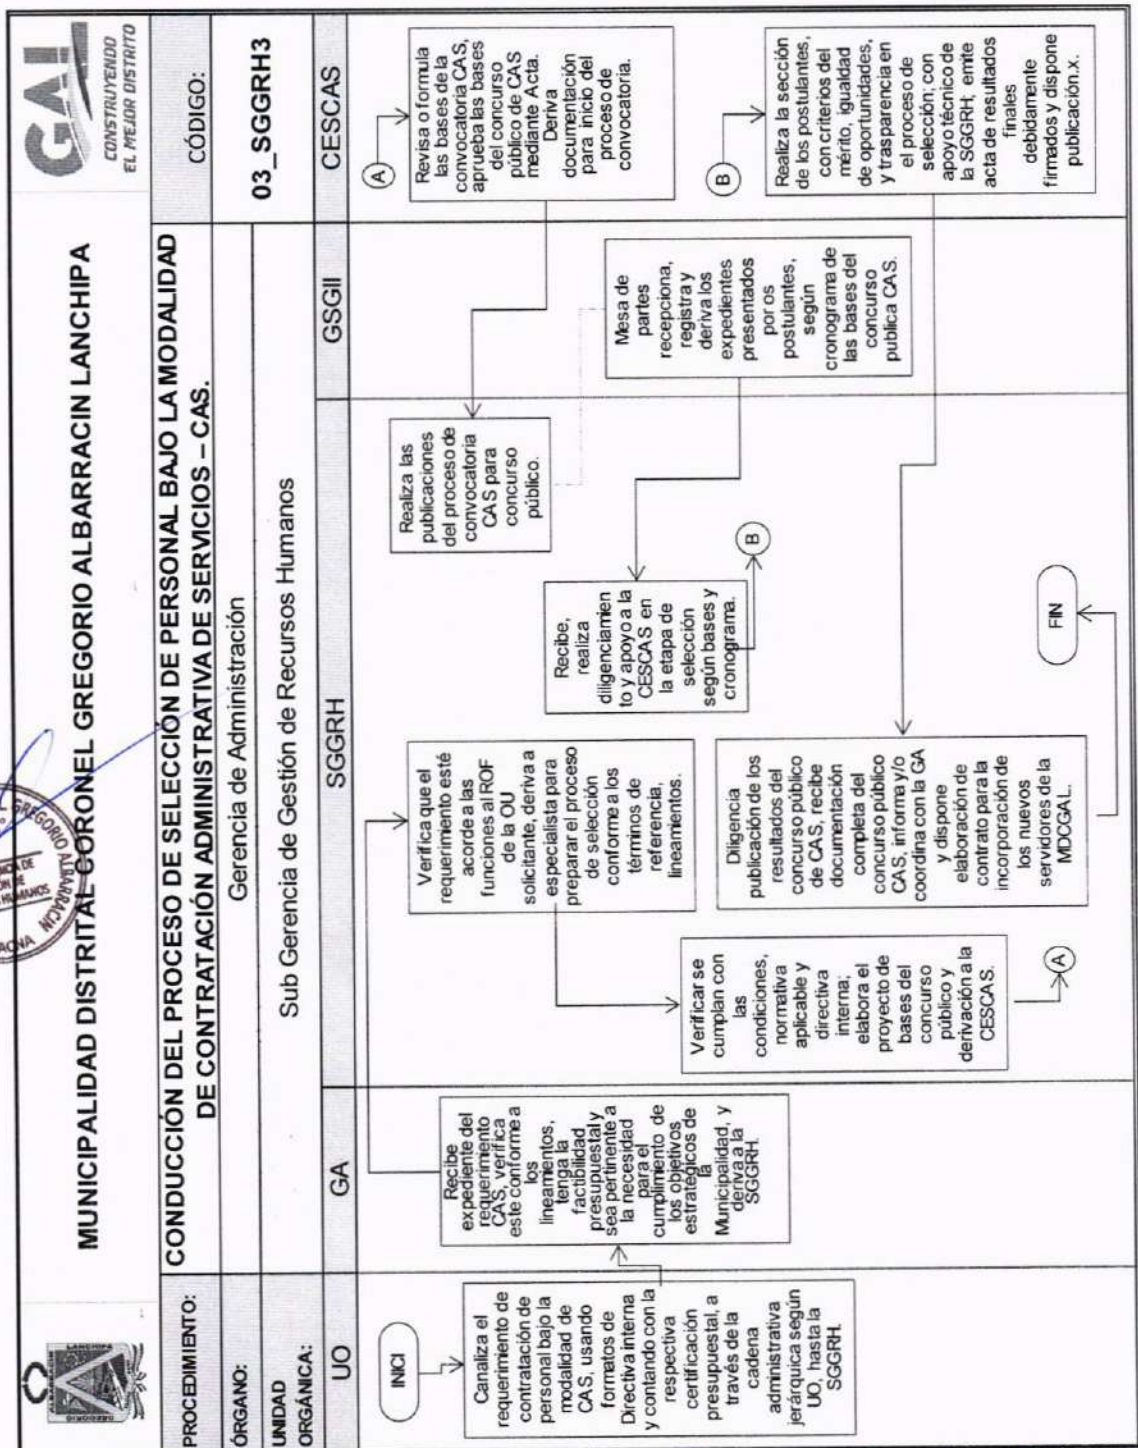 MUNICIPALIDAD DISTRITAL CORONEL GREGORIO ALBARRACIN LANCHIPA
GAL
CONSTRUYENDO
EL MEJOR DISTRITO
PROCEDIMIENTO:
CONDUCCIÓN DEL PROCESO DE SELECCIÓN DE PERSONAL BAJO LA MODALIDAD
DE CONTRATACIÓN ADMINISTRATIVA DE SERVICIOS – CAS.
CÓDIGO:
ÓRGANO:
Gerencia de Administración
03_SGGRH3
UNIDAD
ORGÁNICA:
Sub Gerencia de Gestión de Recursos Humanos
UO
GA
SGGRH
GSGII
CESCAS
INICI
Canaliza el
requerimiento de
contratación de
personal bajo la
modalidad de
CAS, usando
formatos de
Directiva interna
y contando con la
respectiva
certificación
presupuestal, a
través de la
cadena
administrativa
jerárquica según
UO, hasta la
SGGRH.
Recibe
expediente del
requerimiento
CAS, verifica
este conforme a
los
lineamientos,
tenga la
factibilidad
presupuestal y
sea pertinente a
la necesidad
para el
cumplimiento de
los objetivos
estratégicos de
la
Municipalidad, y
deriva a la
SGGRH.
Verifica que el
requerimiento esté
acorde a las
funciones al ROF
de la OU
solicitante, deriva a
especialista para
preparar el proceso
de selección
conforme a los
términos de
referencia,
lineamientos.
Verificar se
cumplan con
las
condiciones,
normativa
aplicable y
directiva
interna;
elabora el
proyecto de
bases del
concurso
público y
derivación a la
CESCAS.
A
A
Revisa o formula
las bases de la
convocatoria CAS,
aprueba las bases
del concurso
público de CAS
mediante Acta.
Deriva
documentación
para inicio del
proceso de
convocatoria.
Realiza las
publicaciones
del proceso de
convocatoria
CAS para
concurso
público.
Mesa de
partes
recepciona,
registra y
deriva los
expedientes
presentados
por os
postulantes,
según
cronograma de
las bases del
concurso
publica CAS.
Recibe,
realiza
diligenciamien
to y apoyo a la
CESCAS en
la etapa de
selección
según bases y
cronograma.
B
B
Realiza la sección
de los postulantes,
con criterios del
mérito, igualdad
de oportunidades,
y trasparencia en
el proceso de
selección; con
apoyo técnico de
la SGGRH; emite
acta de resultados
finales
debidamente
firmados y dispone
publicación.x.
Diligencia
publicación de los
resultados del
concurso público
de CAS, recibe
documentación
completa del
concurso público
CAS, informa y/o
coordina con la GA
y dispone
elaboración de
contrato para la
incorporación de
los nuevos
servidores de la
MDCGAL.
FIN